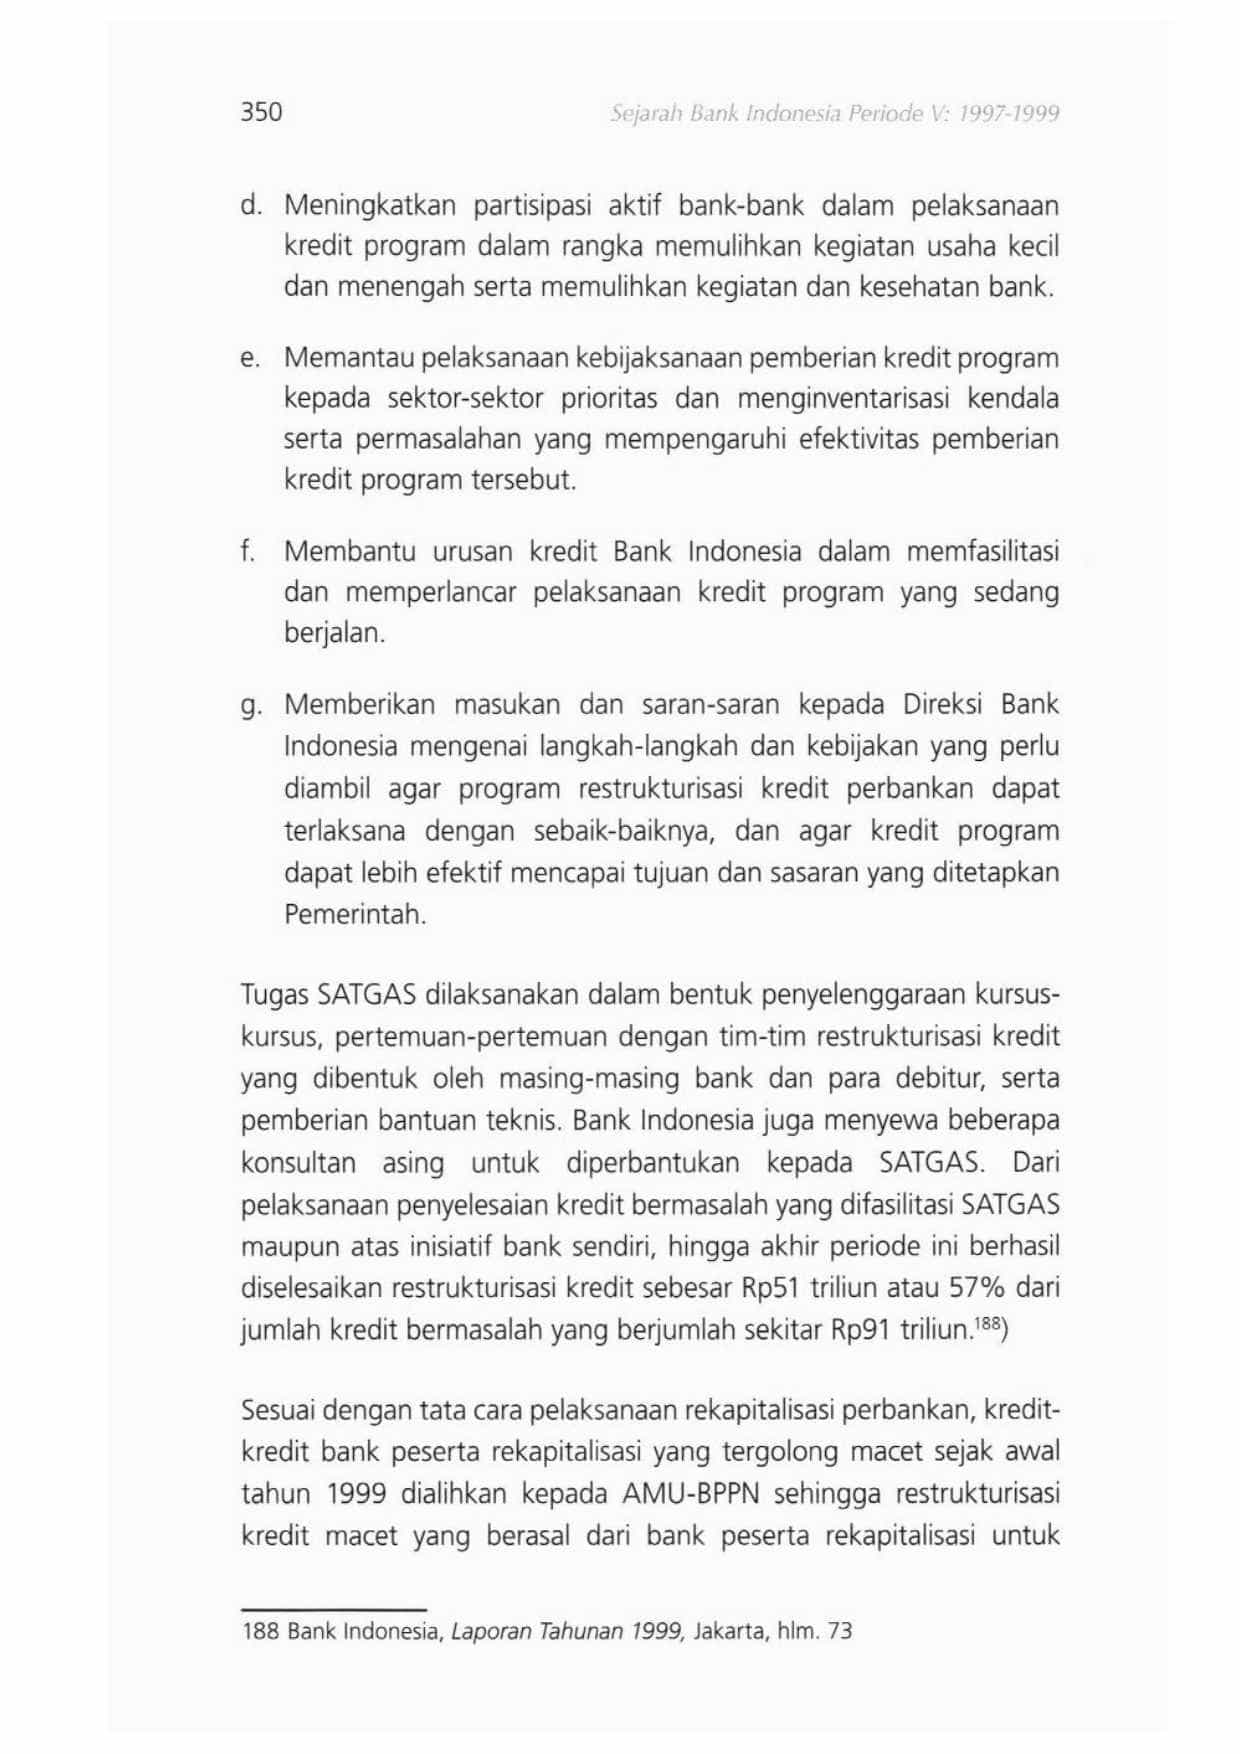 350
Sejarah Bank Indonesia Periode V: 1997-1999
d. Meningkatkan partisipasi aktif bank-bank dalam pelaksanaan
kredit program dalam rangka memulihkan kegiatan usaha kecil
dan menengah serta memulihkan kegiatan dan kesehatan bank.
e. Memantau pelaksanaan kebijaksanaan pemberian kredit program
kepada sektor-sektor prioritas dan menginventarisasi kendala
serta permasalahan yang mempengaruhi efektivitas pemberian
kredit program tersebut.
f. Membantu urusan kredit Bank Indonesia dalam memfasilitasi
dan memperlancar pelaksanaan kredit program yang sedang
berjalan.
g. Memberikan masukan dan saran-saran kepada Direksi Bank
Indonesia mengenai langkah-langkah dan kebijakan yang perlu
diambil agar program restrukturisasi kredit perbankan dapat
terlaksana dengan sebaik-baiknya, dan agar kredit program
dapat lebih efektif mencapai tujuan dan sasaran yang ditetapkan
Pemerintah.
Tugas SATGAS dilaksanakan dalam bentuk penyelenggaraan kursus-
kursus, pertemuan-pertemuan dengan tim-tim restrukturisasi kredit
yang dibentuk oleh masing-masing bank dan para debitur, serta
pemberian bantuan teknis. Bank Indonesia juga menyewa beberapa
konsultan asing untuk diperbantukan kepada SATGAS. Dari
pelaksanaan penyelesaian kredit bermasalah yang difasilitasi SATGAS
maupun atas inisiatif bank sendiri, hingga akhir periode ini berhasil
diselesaikan restrukturisasi kredit sebesar Rp51 triliun atau 57% dari
jumlah kredit bermasalah yang berjumlah sekitar Rp91 triliun.¹⁸⁸)
Sesuai dengan tata cara pelaksanaan rekapitalisasi perbankan, kredit-
kredit bank peserta rekapitalisasi yang tergolong macet sejak awal
tahun 1999 dialihkan kepada AMU-BPPN sehingga restrukturisasi
kredit macet yang berasal dari bank peserta rekapitalisasi untuk
188 Bank Indonesia, Laporan Tahunan 1999, Jakarta, hlm. 73